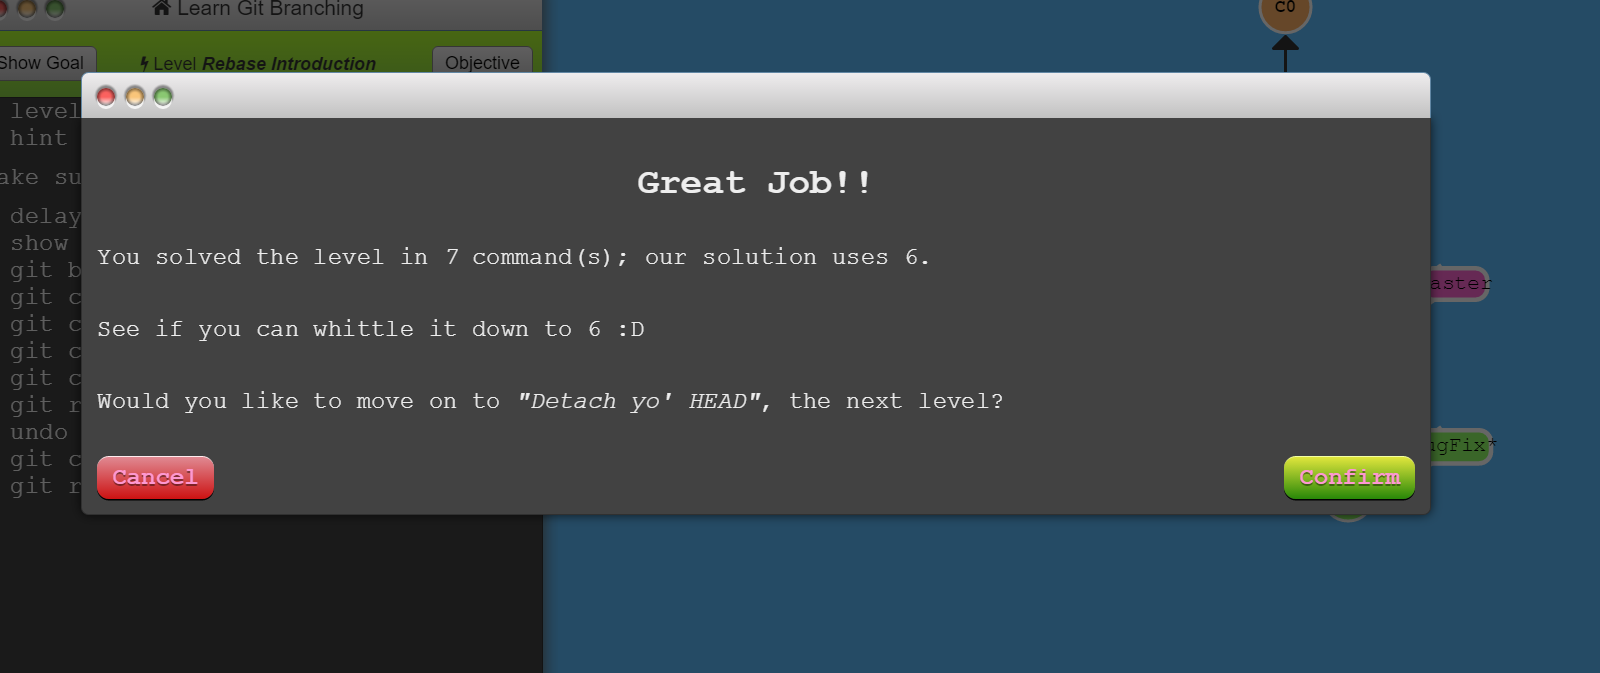 Learn Git Branching
C0
Show Goal
Level Rebase Introduction
Objective
level
hint
ake su
delay
show
git b
git c
git c
git c
git c
git r
undo
git c
git r
Great Job!!
You solved the level in 7 command(s); our solution uses 6.
See if you can whittle it down to 6 :D
Would you like to move on to "Detach yo' HEAD", the next level?
Cancel
Confirm
aster
ugFix*